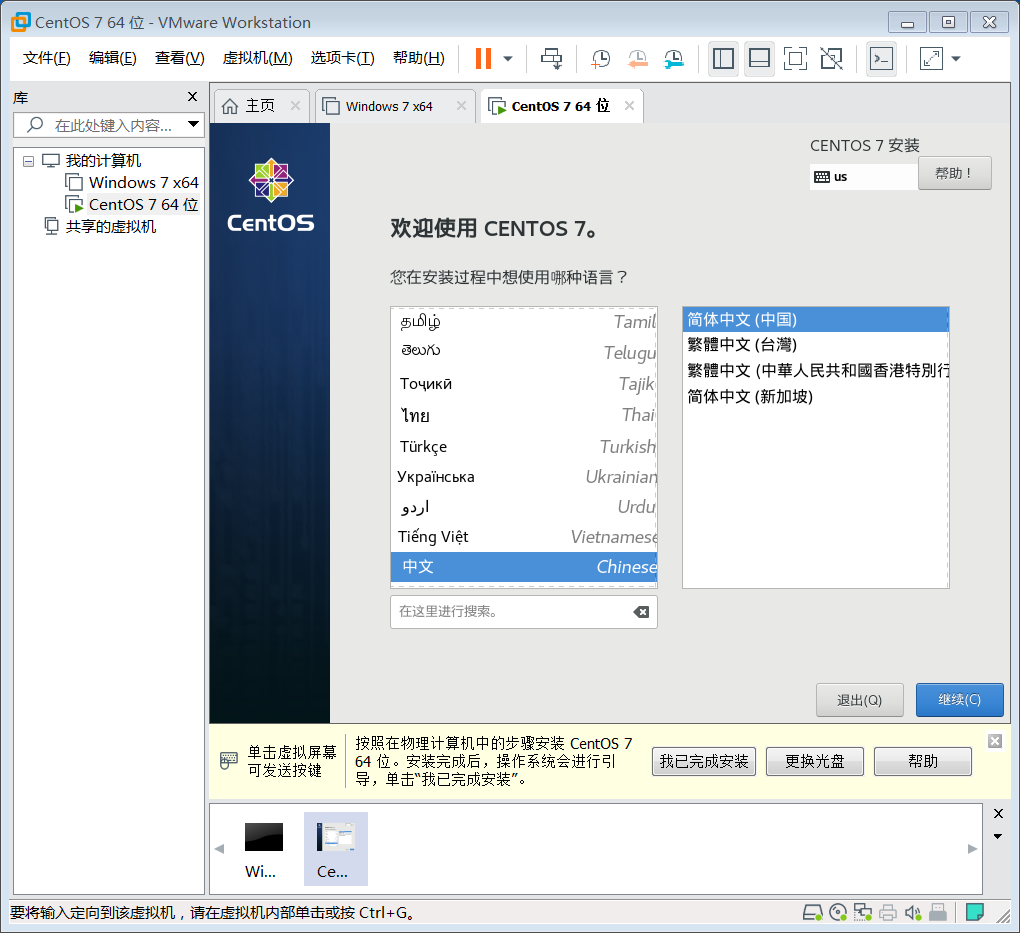 CentOS 7 64 位 - VMware Workstation
文件(F) 编辑(E) 查看(V) 虚拟机(M) 选项卡(T) 帮助(H)
库
在此处键入内容...
我的计算机
Windows 7 x64
CentOS 7 64 位
共享的虚拟机
主页 Windows 7 x64 CentOS 7 64 位
CentOS
CENTOS 7 安装
us 帮助！
欢迎使用 CENTOS 7。
您在安装过程中想使用哪种语言？
தமிழ் Tamil
తెలుగు Telugu
Тоҷикӣ Tajik
ไทย Thai
Türkçe Turkish
Українська Ukrainian
اردو Urdu
Tiếng Việt Vietnamese
中文 Chinese
简体中文 (中国)
繁體中文 (台灣)
繁體中文 (中華人民共和國香港特別行
简体中文 (新加坡)
在这里进行搜索。
退出(Q) 继续(C)
单击虚拟屏幕
可发送按键
按照在物理计算机中的步骤安装 CentOS 7
64 位。安装完成后，操作系统会进行引
导，单击“我已完成安装”。
我已完成安装 更换光盘 帮助
Wi... Ce...
要将输入定向到该虚拟机，请在虚拟机内部单击或按 Ctrl+G。